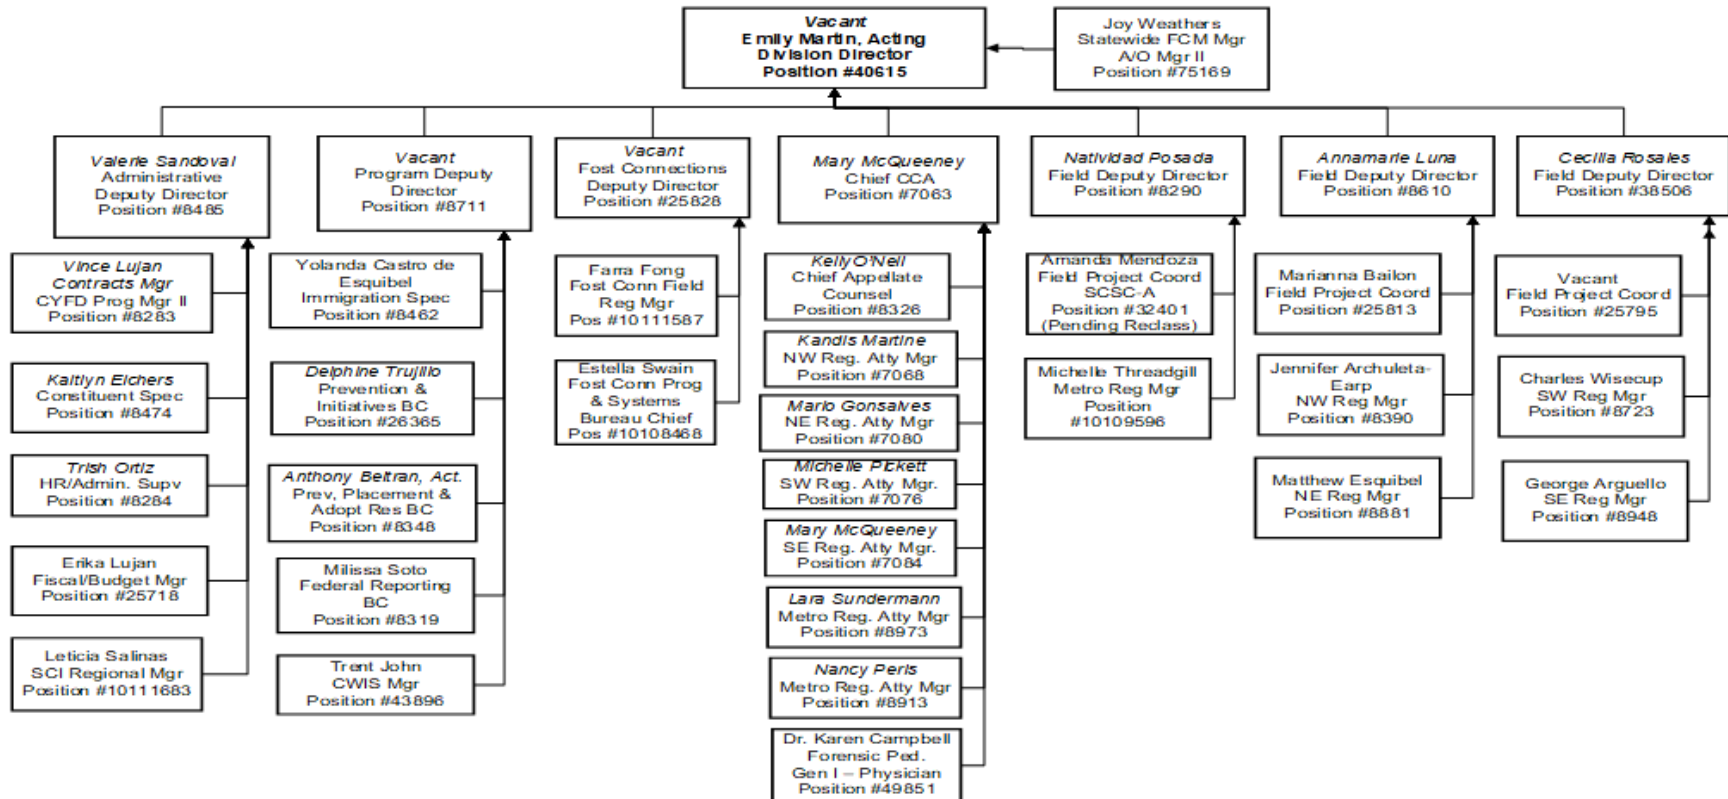 Vacant
Emily Martin, Acting
Division Director
Position #40615
Joy Weathers
Statewide FCM Mgr
A/O Mgr II
Position #75169
Valerie Sandoval
Administrative
Deputy Director
Position #8485
Vacant
Program Deputy
Director
Position #8711
Vacant
Fost Connections
Deputy Director
Position #25828
Mary McQueeney
Chief CCA
Position #7063
Natividad Posada
Field Deputy Director
Position #8290
Annamarie Luna
Field Deputy Director
Position #8610
Cecilia Rosales
Field Deputy Director
Position #38506
Vince Lujan
Contracts Mgr
CYFD Prog Mgr II
Position #8283
Kaitlyn Eichers
Constituent Spec
Position #8474
Trish Ortiz
HR/Admin. Supv
Position #8284
Erika Lujan
Fiscal/Budget Mgr
Position #25718
Leticia Salinas
SCI Regional Mgr
Position #10111683
Yolanda Castro de
Esquibel
Immigration Spec
Position #8462
Delphine Trujillo
Prevention &
Initiatives BC
Position #26365
Anthony Beltran, Act.
Prev, Placement &
Adopt Res BC
Position #8348
Milissa Soto
Federal Reporting
BC
Position #8319
Trent John
CWIS Mgr
Position #43896
Farra Fong
Fost Conn Field
Reg Mgr
Pos #10111587
Estella Swain
Fost Conn Prog
& Systems
Bureau Chief
Pos #10108468
Kelly O'Neil
Chief Appellate
Counsel
Position #8326
Kandis Martine
NW Reg. Atty Mgr
Position #7068
Mario Gonsalves
NE Reg. Atty Mgr
Position #7080
Michelle Pickett
SW Reg. Atty Mgr.
Position #7076
Mary McQueeney
SE Reg. Atty Mgr.
Position #7084
Lara Sundermann
Metro Reg. Atty Mgr
Position #8973
Nancy Peris
Metro Reg. Atty Mgr
Position #8913
Dr. Karen Campbell
Forensic Ped.
Gen I – Physician
Position #49851
Amanda Mendoza
Field Project Coord
SCSC-A
Position #32401
(Pending Reclass)
Michelle Threadgill
Metro Reg Mgr
Position
#10109596
Marianna Bailon
Field Project Coord
Position #25813
Jennifer Archuleta-
Earp
NW Reg Mgr
Position #8390
Matthew Esquibel
NE Reg Mgr
Position #8881
Vacant
Field Project Coord
Position #25795
Charles Wisecup
SW Reg Mgr
Position #8723
George Arguello
SE Reg Mgr
Position #8948